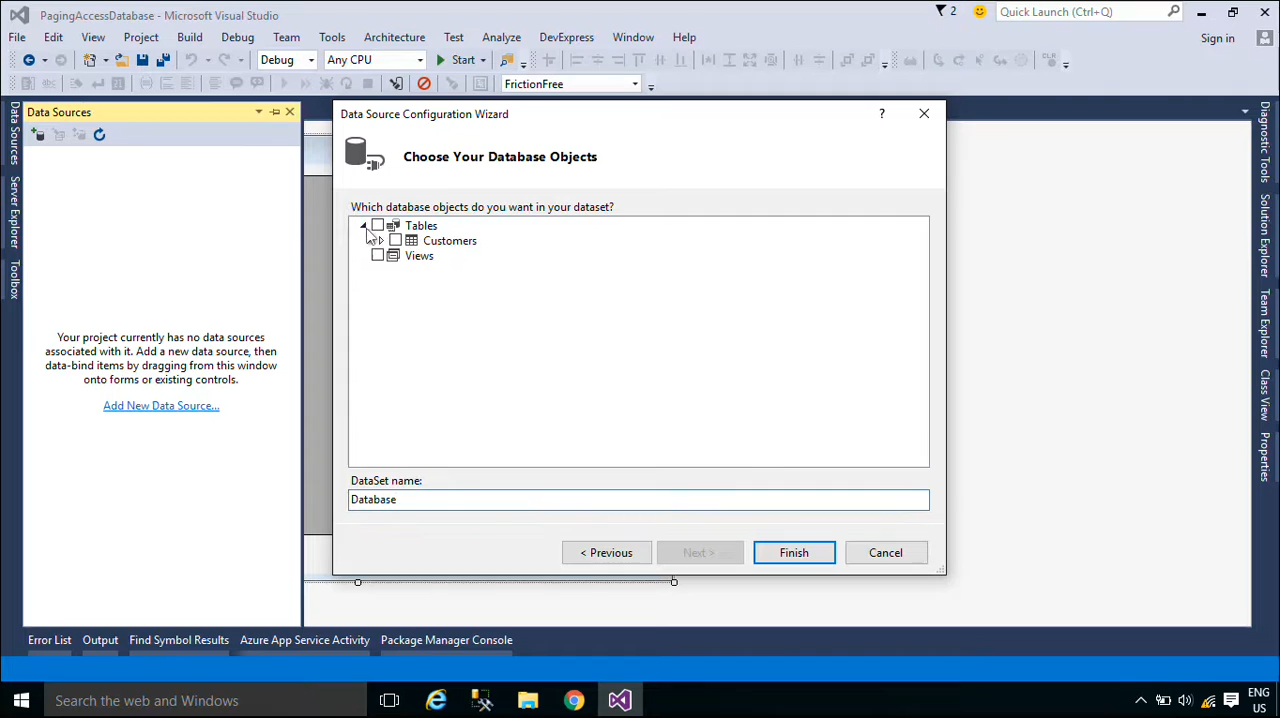 PagingAccessDatabase - Microsoft Visual Studio
2
Quick Launch (Ctrl+Q)
File Edit View Project Build Debug Team Tools Architecture Test Analyze DevExpress Window Help
Sign in
Debug
Any CPU
Start
FrictionFree
Data Sources
Server Explorer
Toolbox
Data Sources
Your project currently has no data sources
associated with it. Add a new data source, then
data-bind items by dragging from this window
onto forms or existing controls.
Add New Data Source...
Data Source Configuration Wizard
?
Choose Your Database Objects
Which database objects do you want in your dataset?
Tables
Customers
Views
DataSet name:
Database
< Previous
Next >
Finish
Cancel
Diagnostic Tools
Solution Explorer
Team Explorer
Class View
Properties
Error List Output Find Symbol Results Azure App Service Activity Package Manager Console
Search the web and Windows
ENG
US